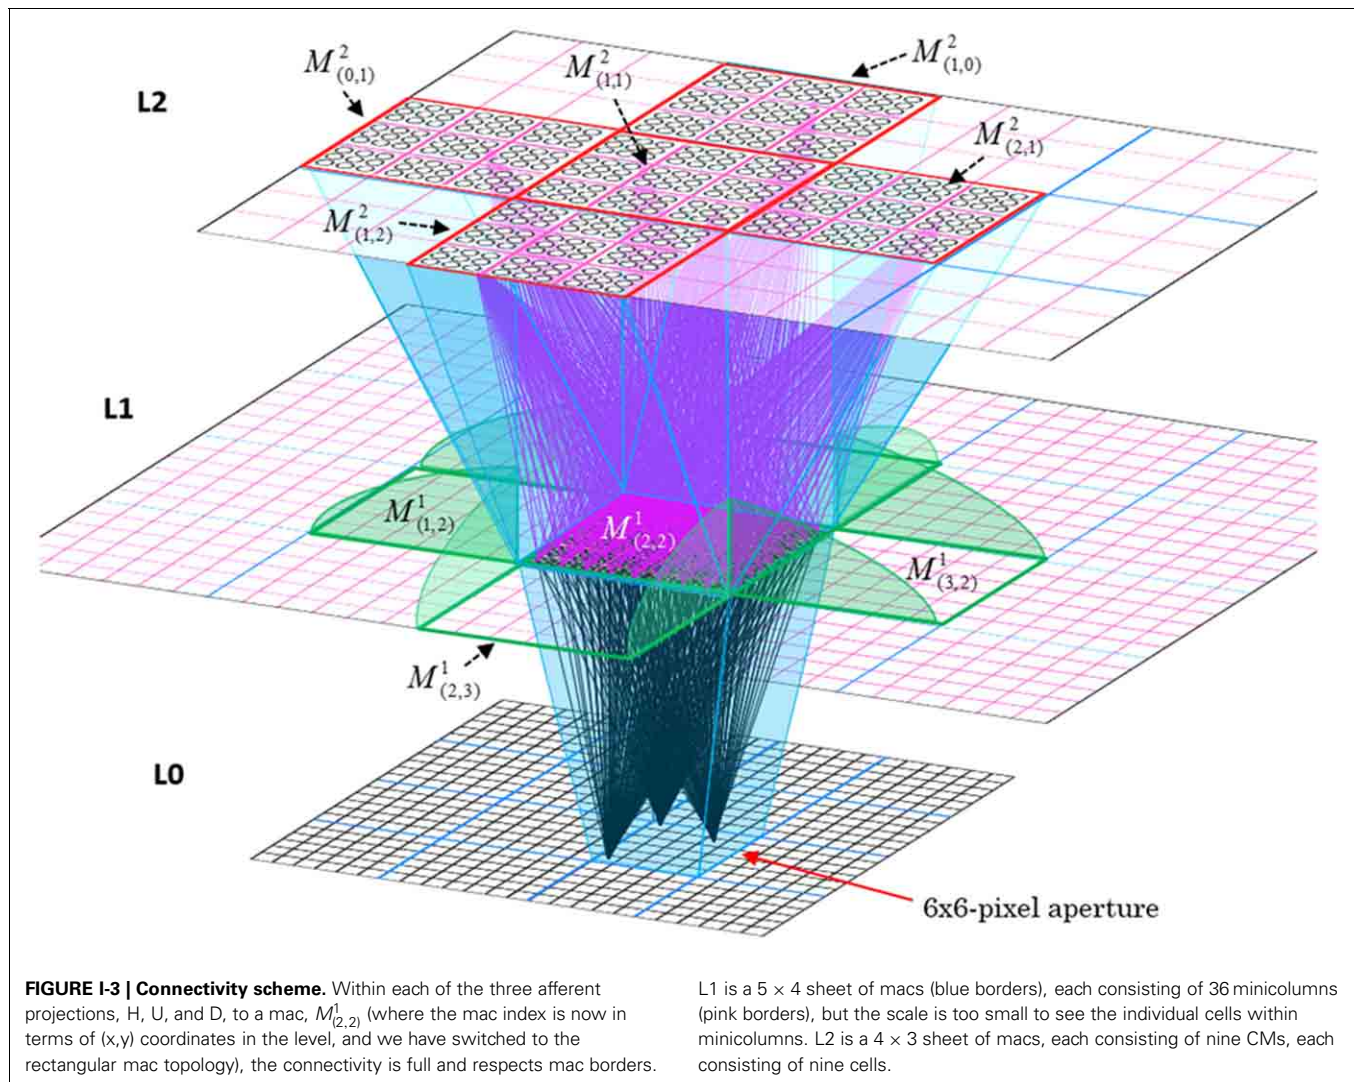 M²(0,1)
M²(1,1)
M²(1,0)
L2
M²(2,1)
M²(1,2)
L1
M¹(1,2)
M¹(2,2)
M¹(3,2)
M¹(2,3)
L0
6x6-pixel aperture
FIGURE I-3 | Connectivity scheme. Within each of the three afferent
projections, H, U, and D, to a mac, M¹(2,2) (where the mac index is now in
terms of (x,y) coordinates in the level, and we have switched to the
rectangular mac topology), the connectivity is full and respects mac borders.
L1 is a 5 × 4 sheet of macs (blue borders), each consisting of 36 minicolumns
(pink borders), but the scale is too small to see the individual cells within
minicolumns. L2 is a 4 × 3 sheet of macs, each consisting of nine CMs, each
consisting of nine cells.